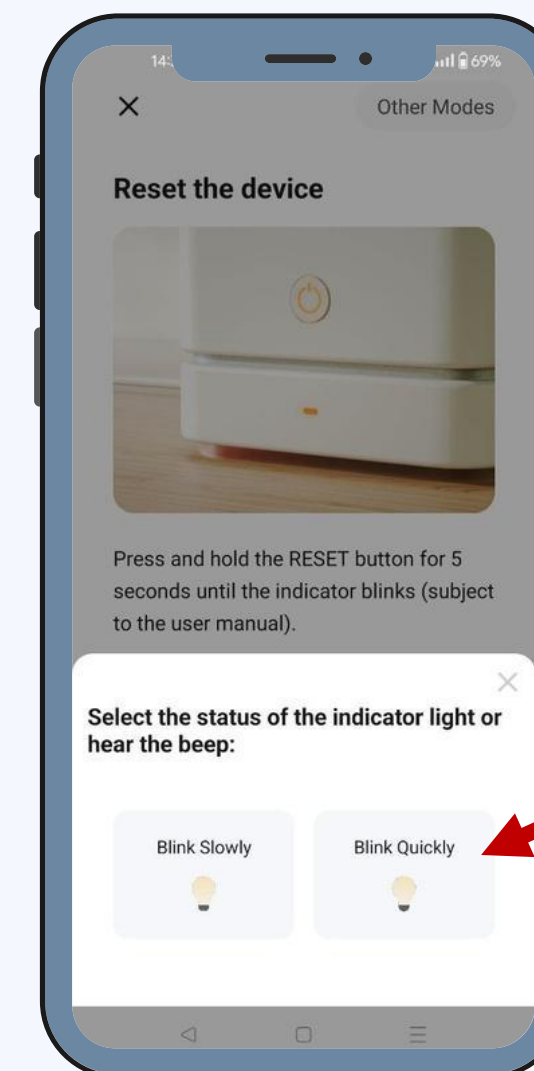 69%
Other Modes
Reset the device
Press and hold the RESET button for 5
seconds until the indicator blinks (subject
to the user manual).
Select the status of the indicator light or
hear the beep:
Blink Slowly
Blink Quickly